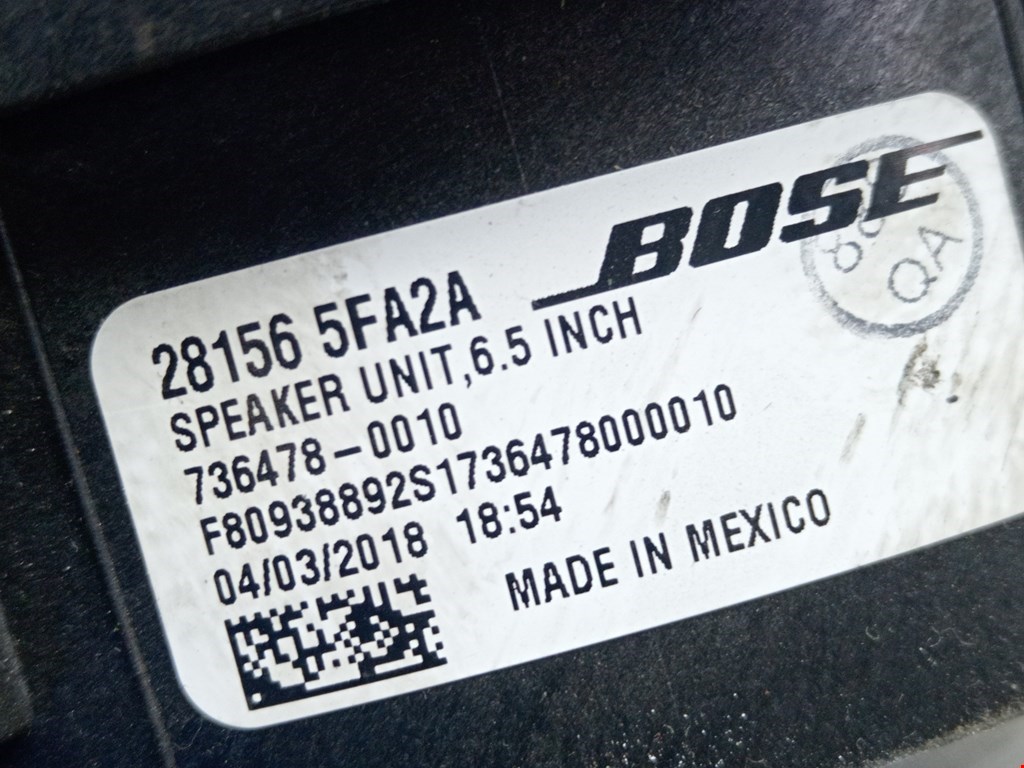 BOSE
28156 5FA2A
SPEAKER UNIT,6.5 INCH
736478-0010
F80938892S1736478000010
04/03/2018 18:54
MADE IN MEXICO
QA